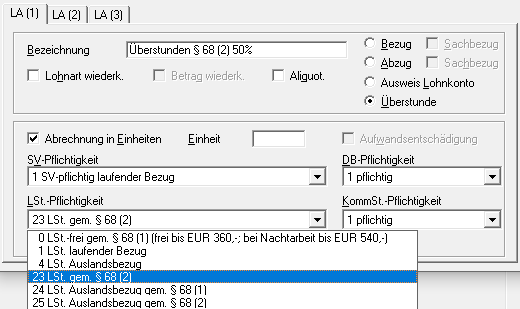 LA (1) LA (2) LA (3)
Bezeichnung Überstunden § 68 (2) 50% Bezug Sachbezug
Lohnart wiederk. Betrag wiederk. Aliquot. Abzug Sachbezug
Ausweis Lohnkonto
Überstunde
Abrechnung in Einheiten Einheit Aufwandsentschädigung
SV-Pflichtigkeit DB-Pflichtigkeit
1 SV-pflichtig laufender Bezug 1 pflichtig
LSt.-Pflichtigkeit KommSt.-Pflichtigkeit
23 LSt. gem. § 68 (2) 1 pflichtig
0 LSt.-frei gem. § 68 (1) (frei bis EUR 360,-; bei Nachtarbeit bis EUR 540,-)
1 LSt. laufender Bezug
4 LSt. Auslandsbezug
23 LSt. gem. § 68 (2)
24 LSt. Auslandsbezug gem. § 68 (1)
25 LSt. Auslandsbezug gem. § 68 (2)